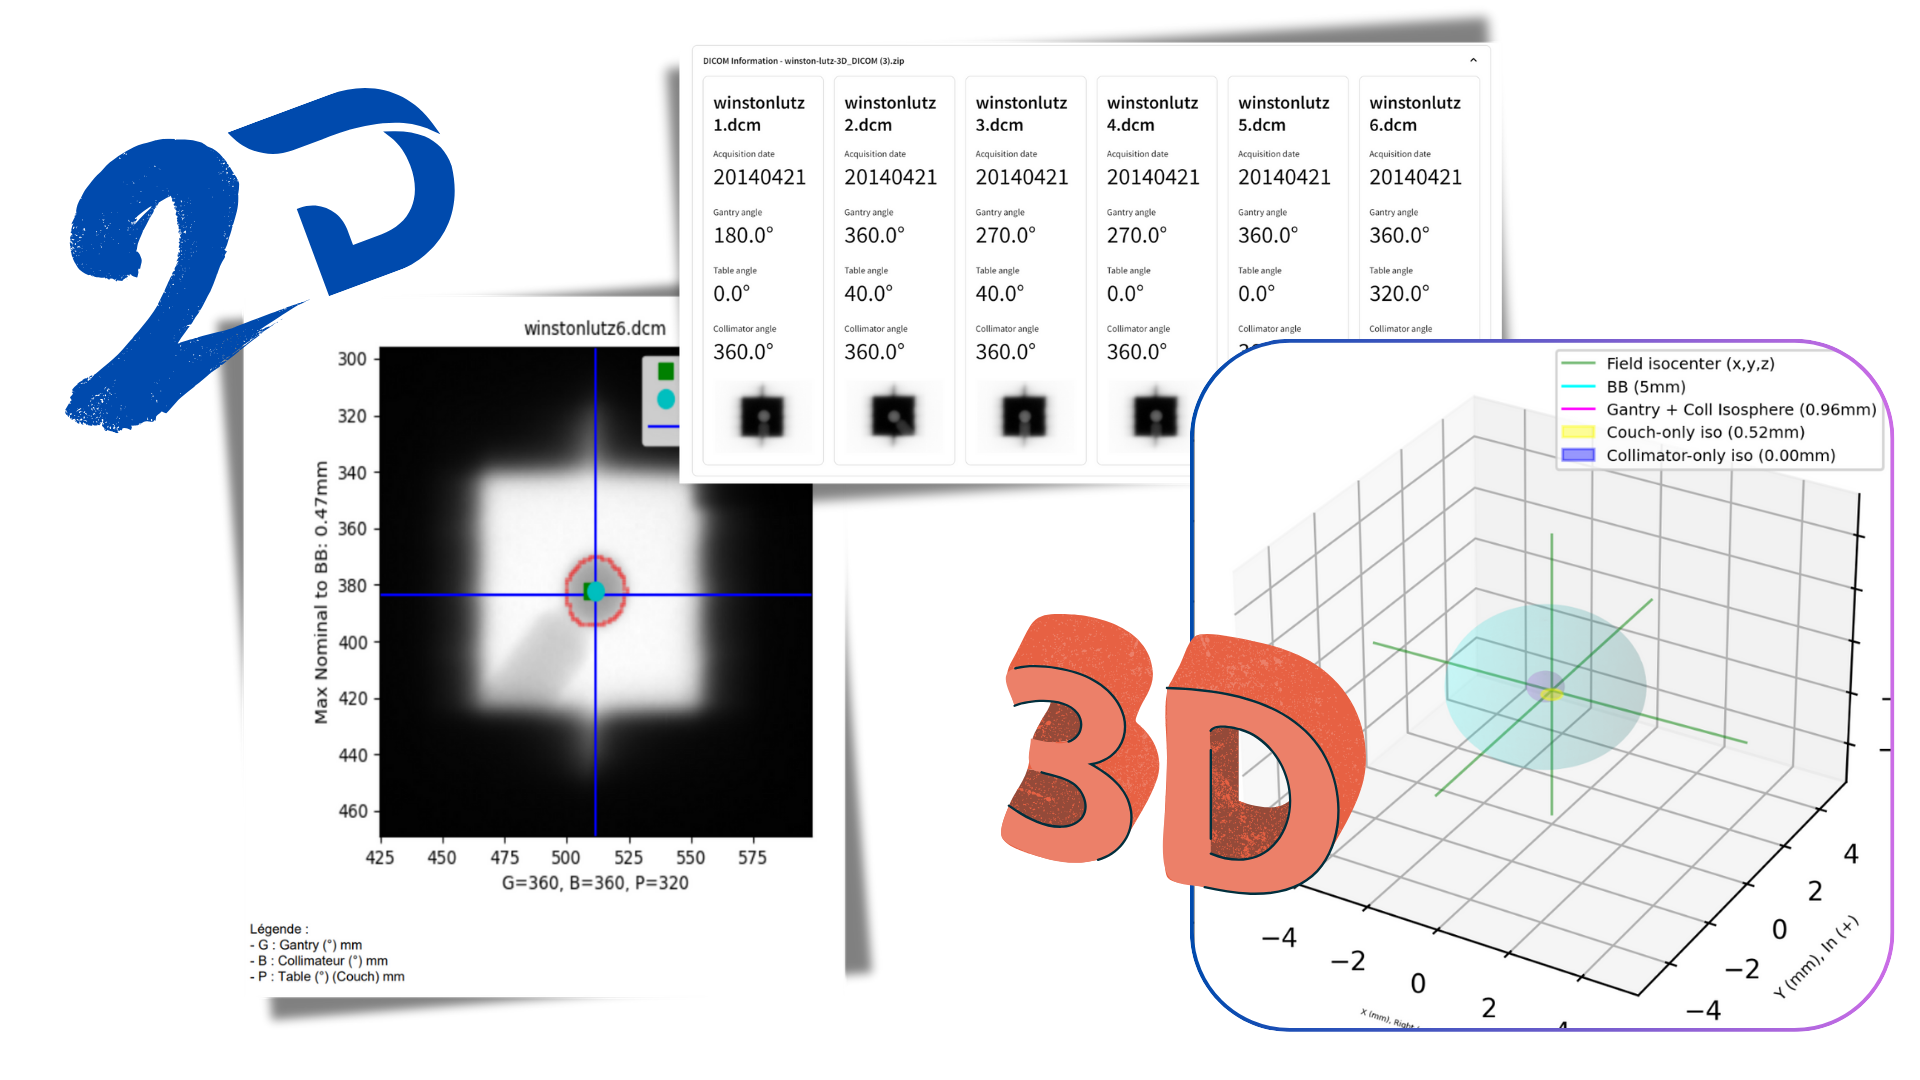 2D
DICOM Information - winston-lutz-3D_DICOM (3).zip
winstonlutz
1.dcm
Acquisition date
20140421
Gantry angle
180.0°
Table angle
0.0°
Collimator angle
360.0°
winstonlutz
2.dcm
Acquisition date
20140421
Gantry angle
360.0°
Table angle
40.0°
Collimator angle
360.0°
winstonlutz
3.dcm
Acquisition date
20140421
Gantry angle
270.0°
Table angle
40.0°
Collimator angle
360.0°
winstonlutz
4.dcm
Acquisition date
20140421
Gantry angle
270.0°
Table angle
0.0°
Collimator angle
360.0°
winstonlutz
5.dcm
Acquisition date
20140421
Gantry angle
360.0°
Table angle
0.0°
Collimator angle
winstonlutz
6.dcm
Acquisition date
20140421
Gantry angle
360.0°
Table angle
320.0°
Collimator angle
winstonlutz6.dcm
Max Nominal to BB: 0.47mm
300
320
340
360
380
400
420
440
460
425 450 475 500 525 550 575
G=360, B=360, P=320
Légende :
- G : Gantry (°) mm
- B : Collimateur (°) mm
- P : Table (°) (Couch) mm
3D
Field isocenter (x,y,z)
BB (5mm)
Gantry + Coll Isosphere (0.96mm)
Couch-only iso (0.52mm)
Collimator-only iso (0.00mm)
−4 −2 0 2
X (mm), Right
4
2
0
−2
−4
Y (mm), In (+)